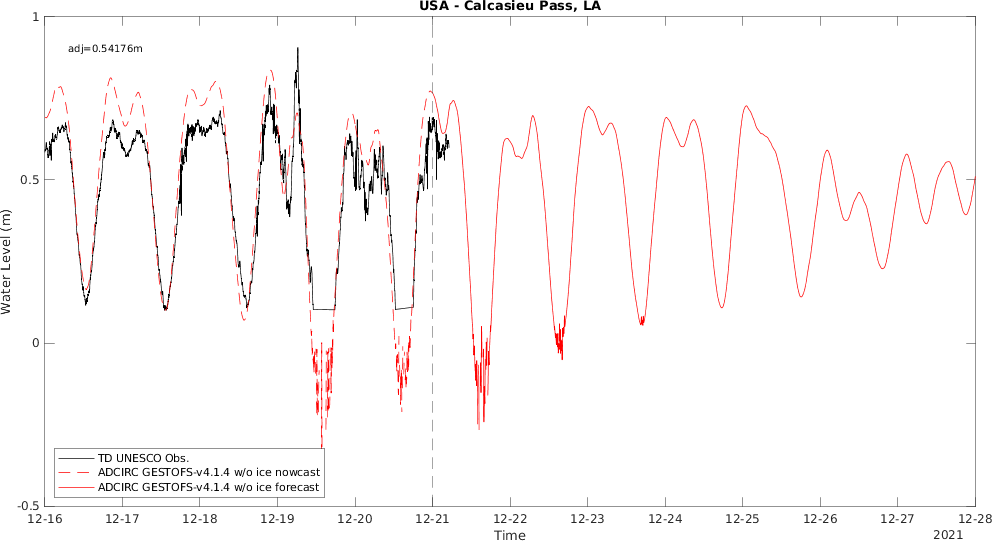 USA - Calcasieu Pass, LA
adj=0.54176m
1
0.5
0
-0.5
Water Level (m)
TD UNESCO Obs.
ADCIRC GESTOFS-v4.1.4 w/o ice nowcast
ADCIRC GESTOFS-v4.1.4 w/o ice forecast
12-16 12-17 12-18 12-19 12-20 12-21 12-22 12-23 12-24 12-25 12-26 12-27 12-28
Time
2021